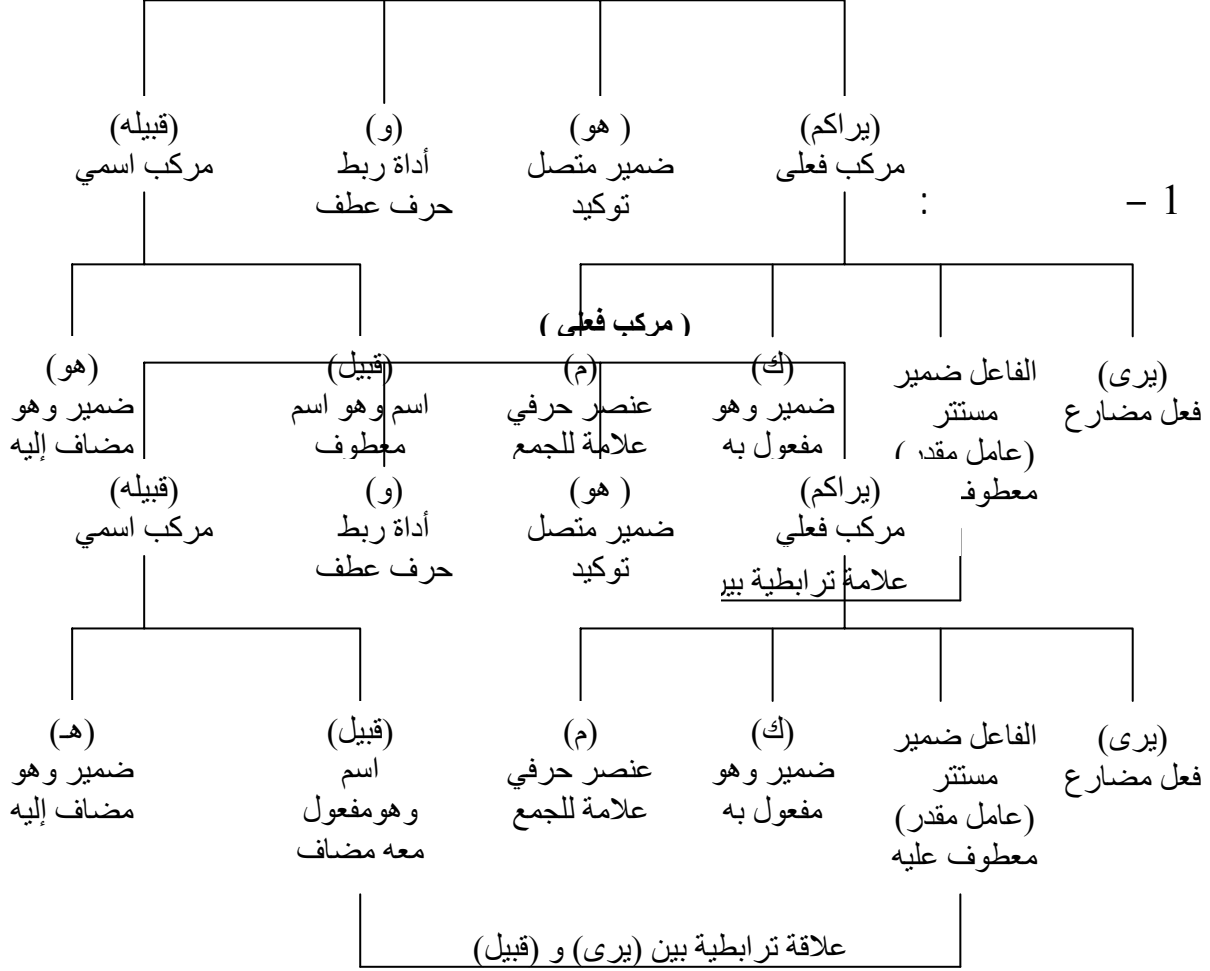 (يراكم) ( هو) (و) (قبيله)
مركب فعلى ضمير متصل أداة ربط مركب اسمي
توكيد حرف عطف
1 – :
( مركب فعلي )
(يرى) الفاعل ضمير (ك) (م) (قبيل) (هو)
فعل مضارع مستتر ضمير وهو عنصر حرفي اسم وهو اسم ضمير وهو
(عامل مقدر ) مفعول به علامة للجمع معطوف مضاف إليه
معطوف
(يراكم) ( هو) (و) (قبيله)
مركب فعلي ضمير متصل أداة ربط مركب اسمي
توكيد حرف عطف
علامة ترابطية بين
(يرى) الفاعل ضمير (ك) (م) (قبيل) (هـ)
فعل مضارع مستتر ضمير وهو عنصر حرفي اسم ضمير وهو
(عامل مقدر) مفعول به علامة للجمع وهومفعول مضاف إليه
معطوف عليه معه مضاف
علاقة ترابطية بين (يرى) و (قبيل)